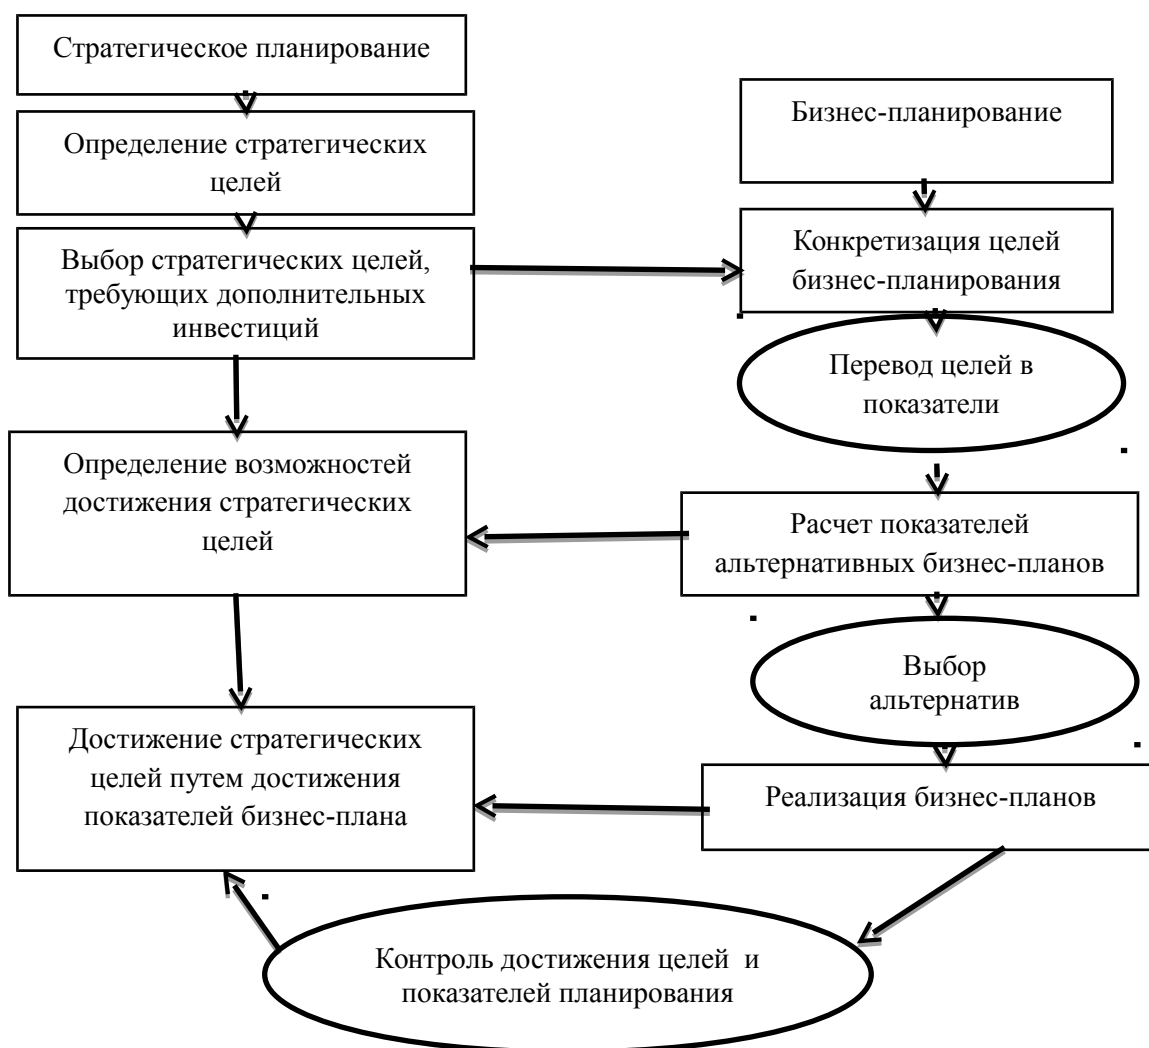 Стратегическое планирование
Определение стратегических
целей
Выбор стратегических целей,
требующих дополнительных
инвестиций
Определение возможностей
достижения стратегических
целей
Достижение стратегических
целей путем достижения
показателей бизнес-плана
Бизнес-планирование
Конкретизация целей
бизнес-планирования
Перевод целей в
показатели
Расчет показателей
альтернативных бизнес-планов
Выбор
альтернатив
Реализация бизнес-планов
Контроль достижения целей и
показателей планирования